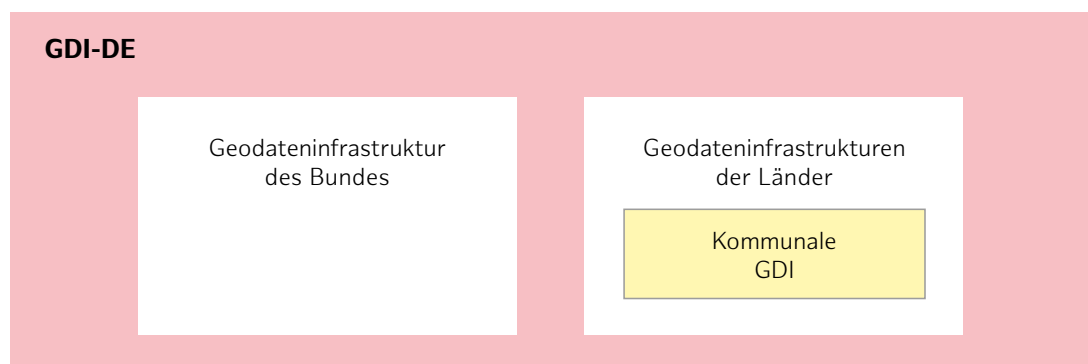 GDI-DE
Geodateninfrastruktur
des Bundes
Geodateninfrastrukturen
der Länder
Kommunale
GDI